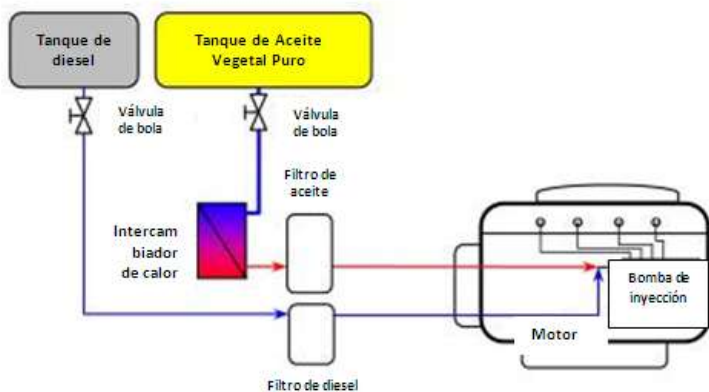 Tanque de
diesel
Tanque de Aceite
Vegetal Puro
Válvula
de bola
Válvula
de bola
Filtro de
aceite
Intercam
biador
de calor
Bomba de
inyección
Motor
Filtro de diesel